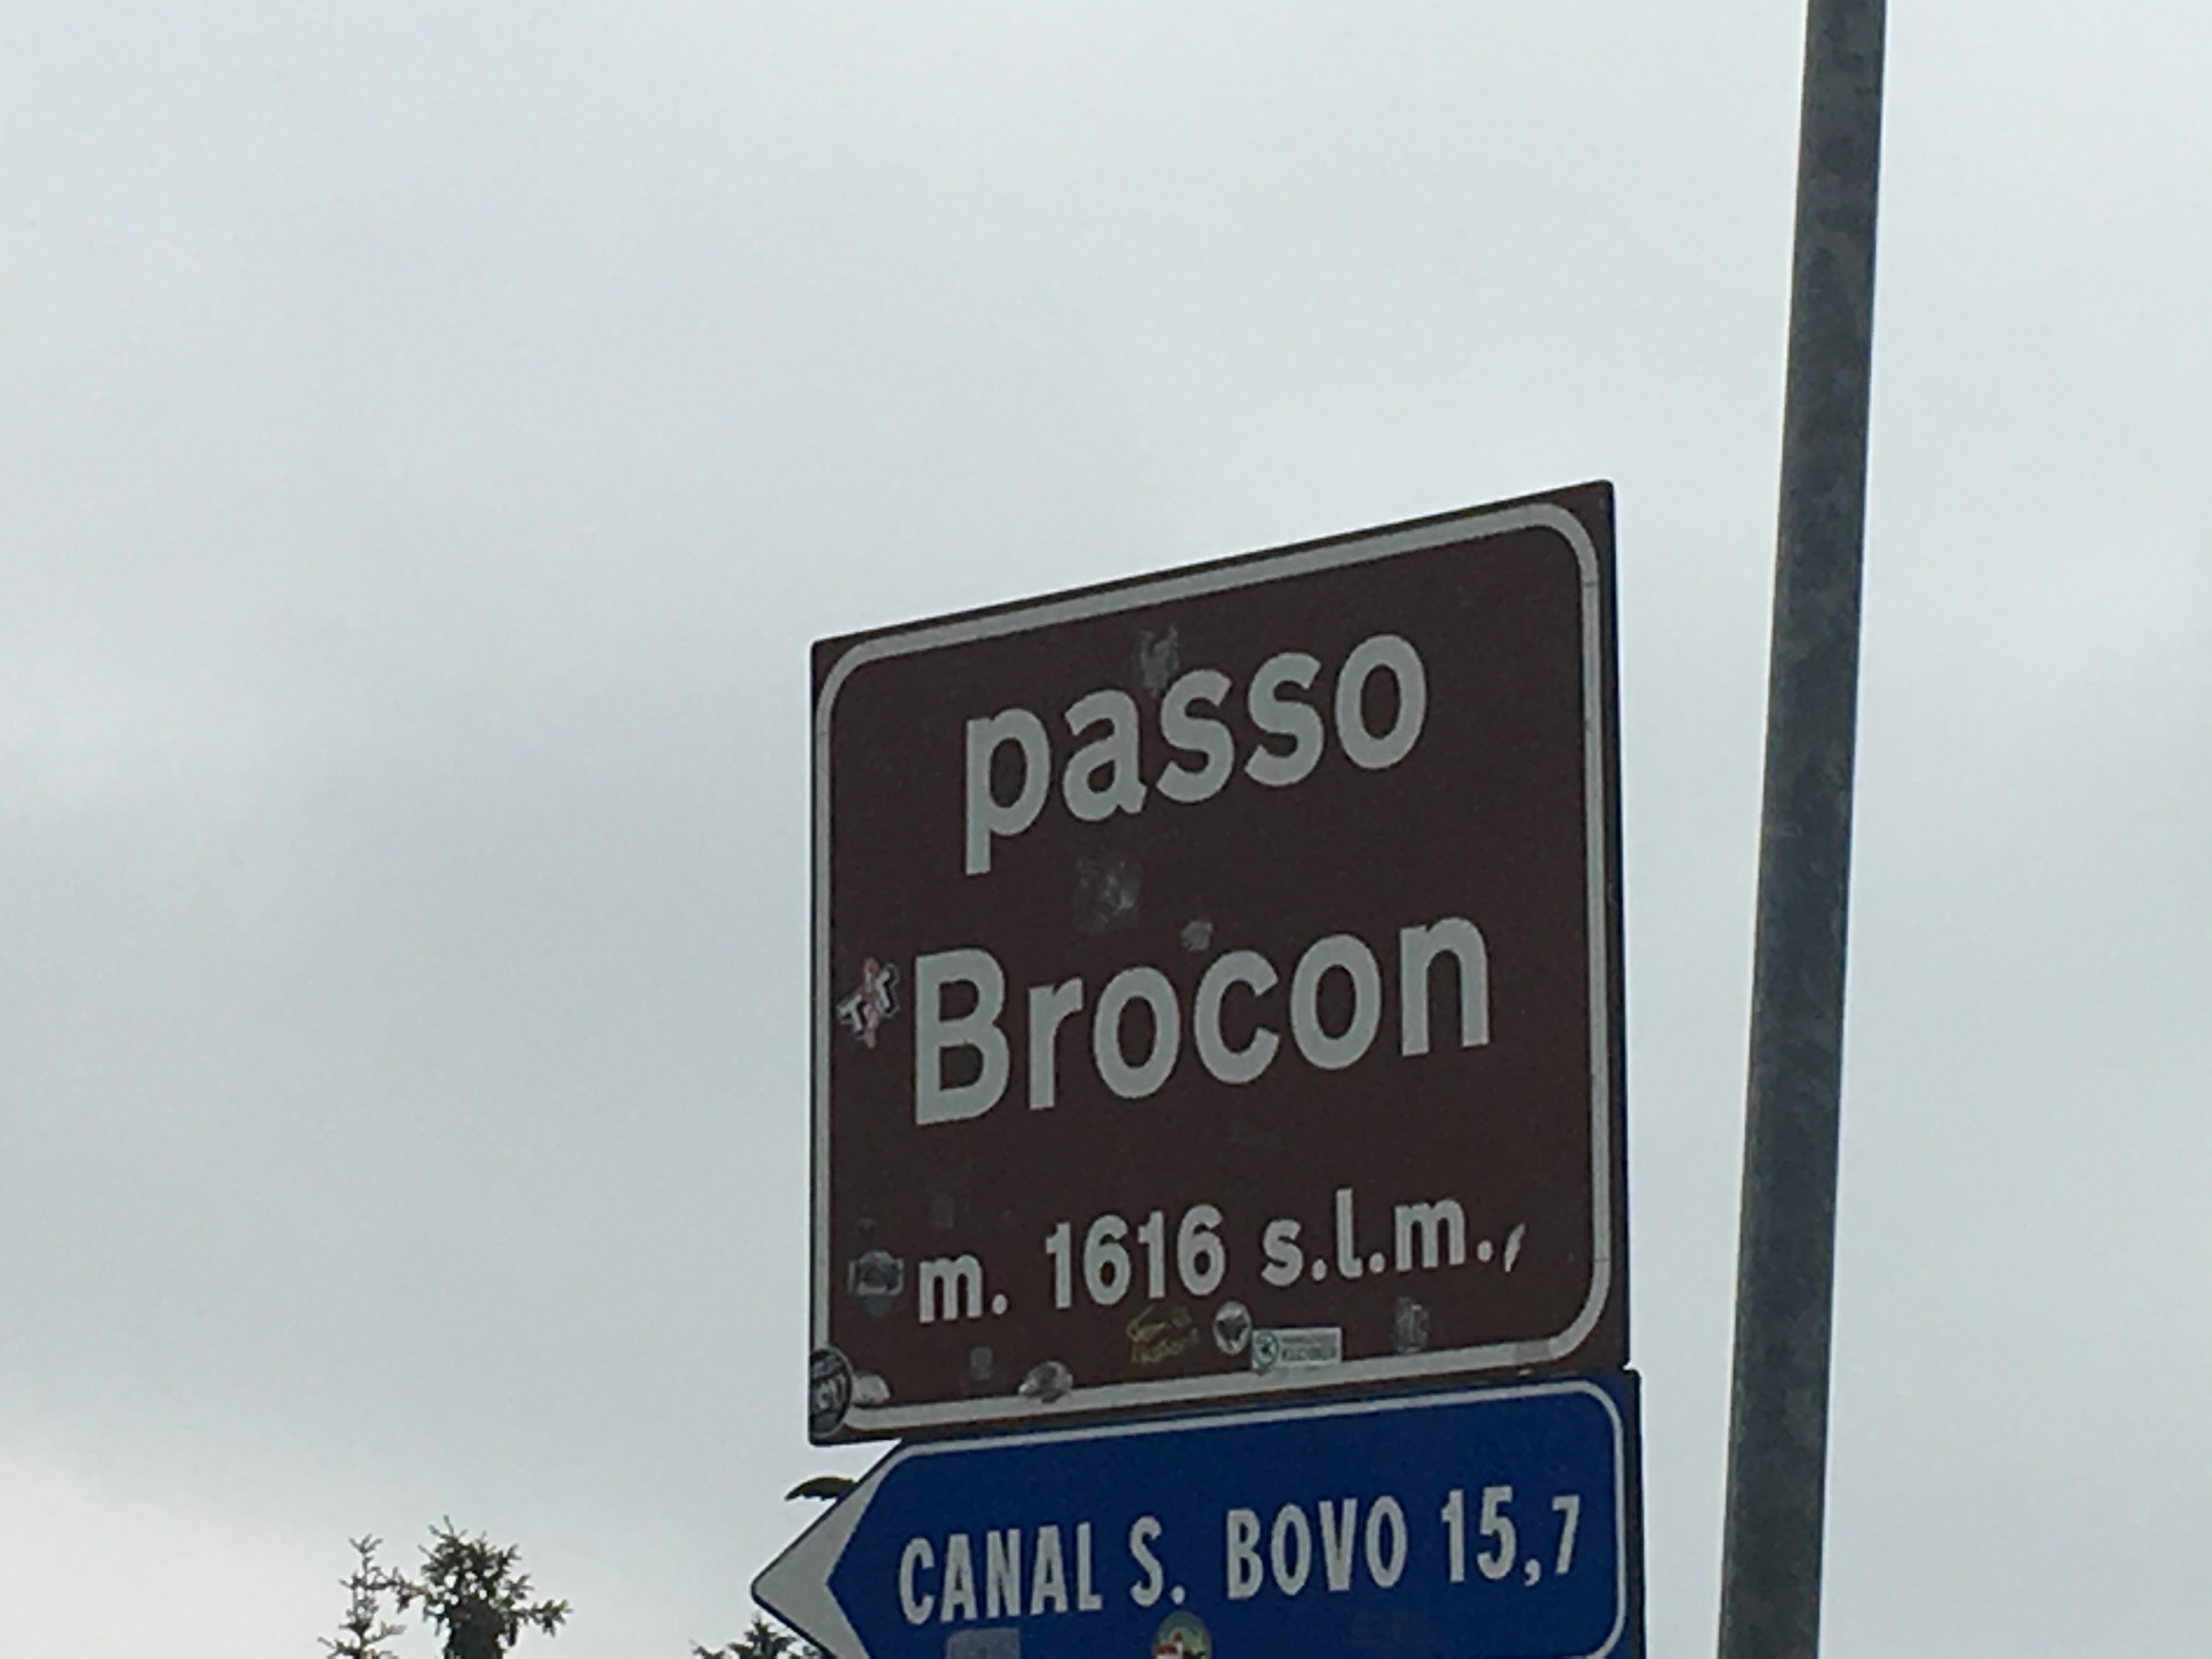 passo
Brocon
m. 1616 s.l.m.
CANAL S. BOVO 15,7